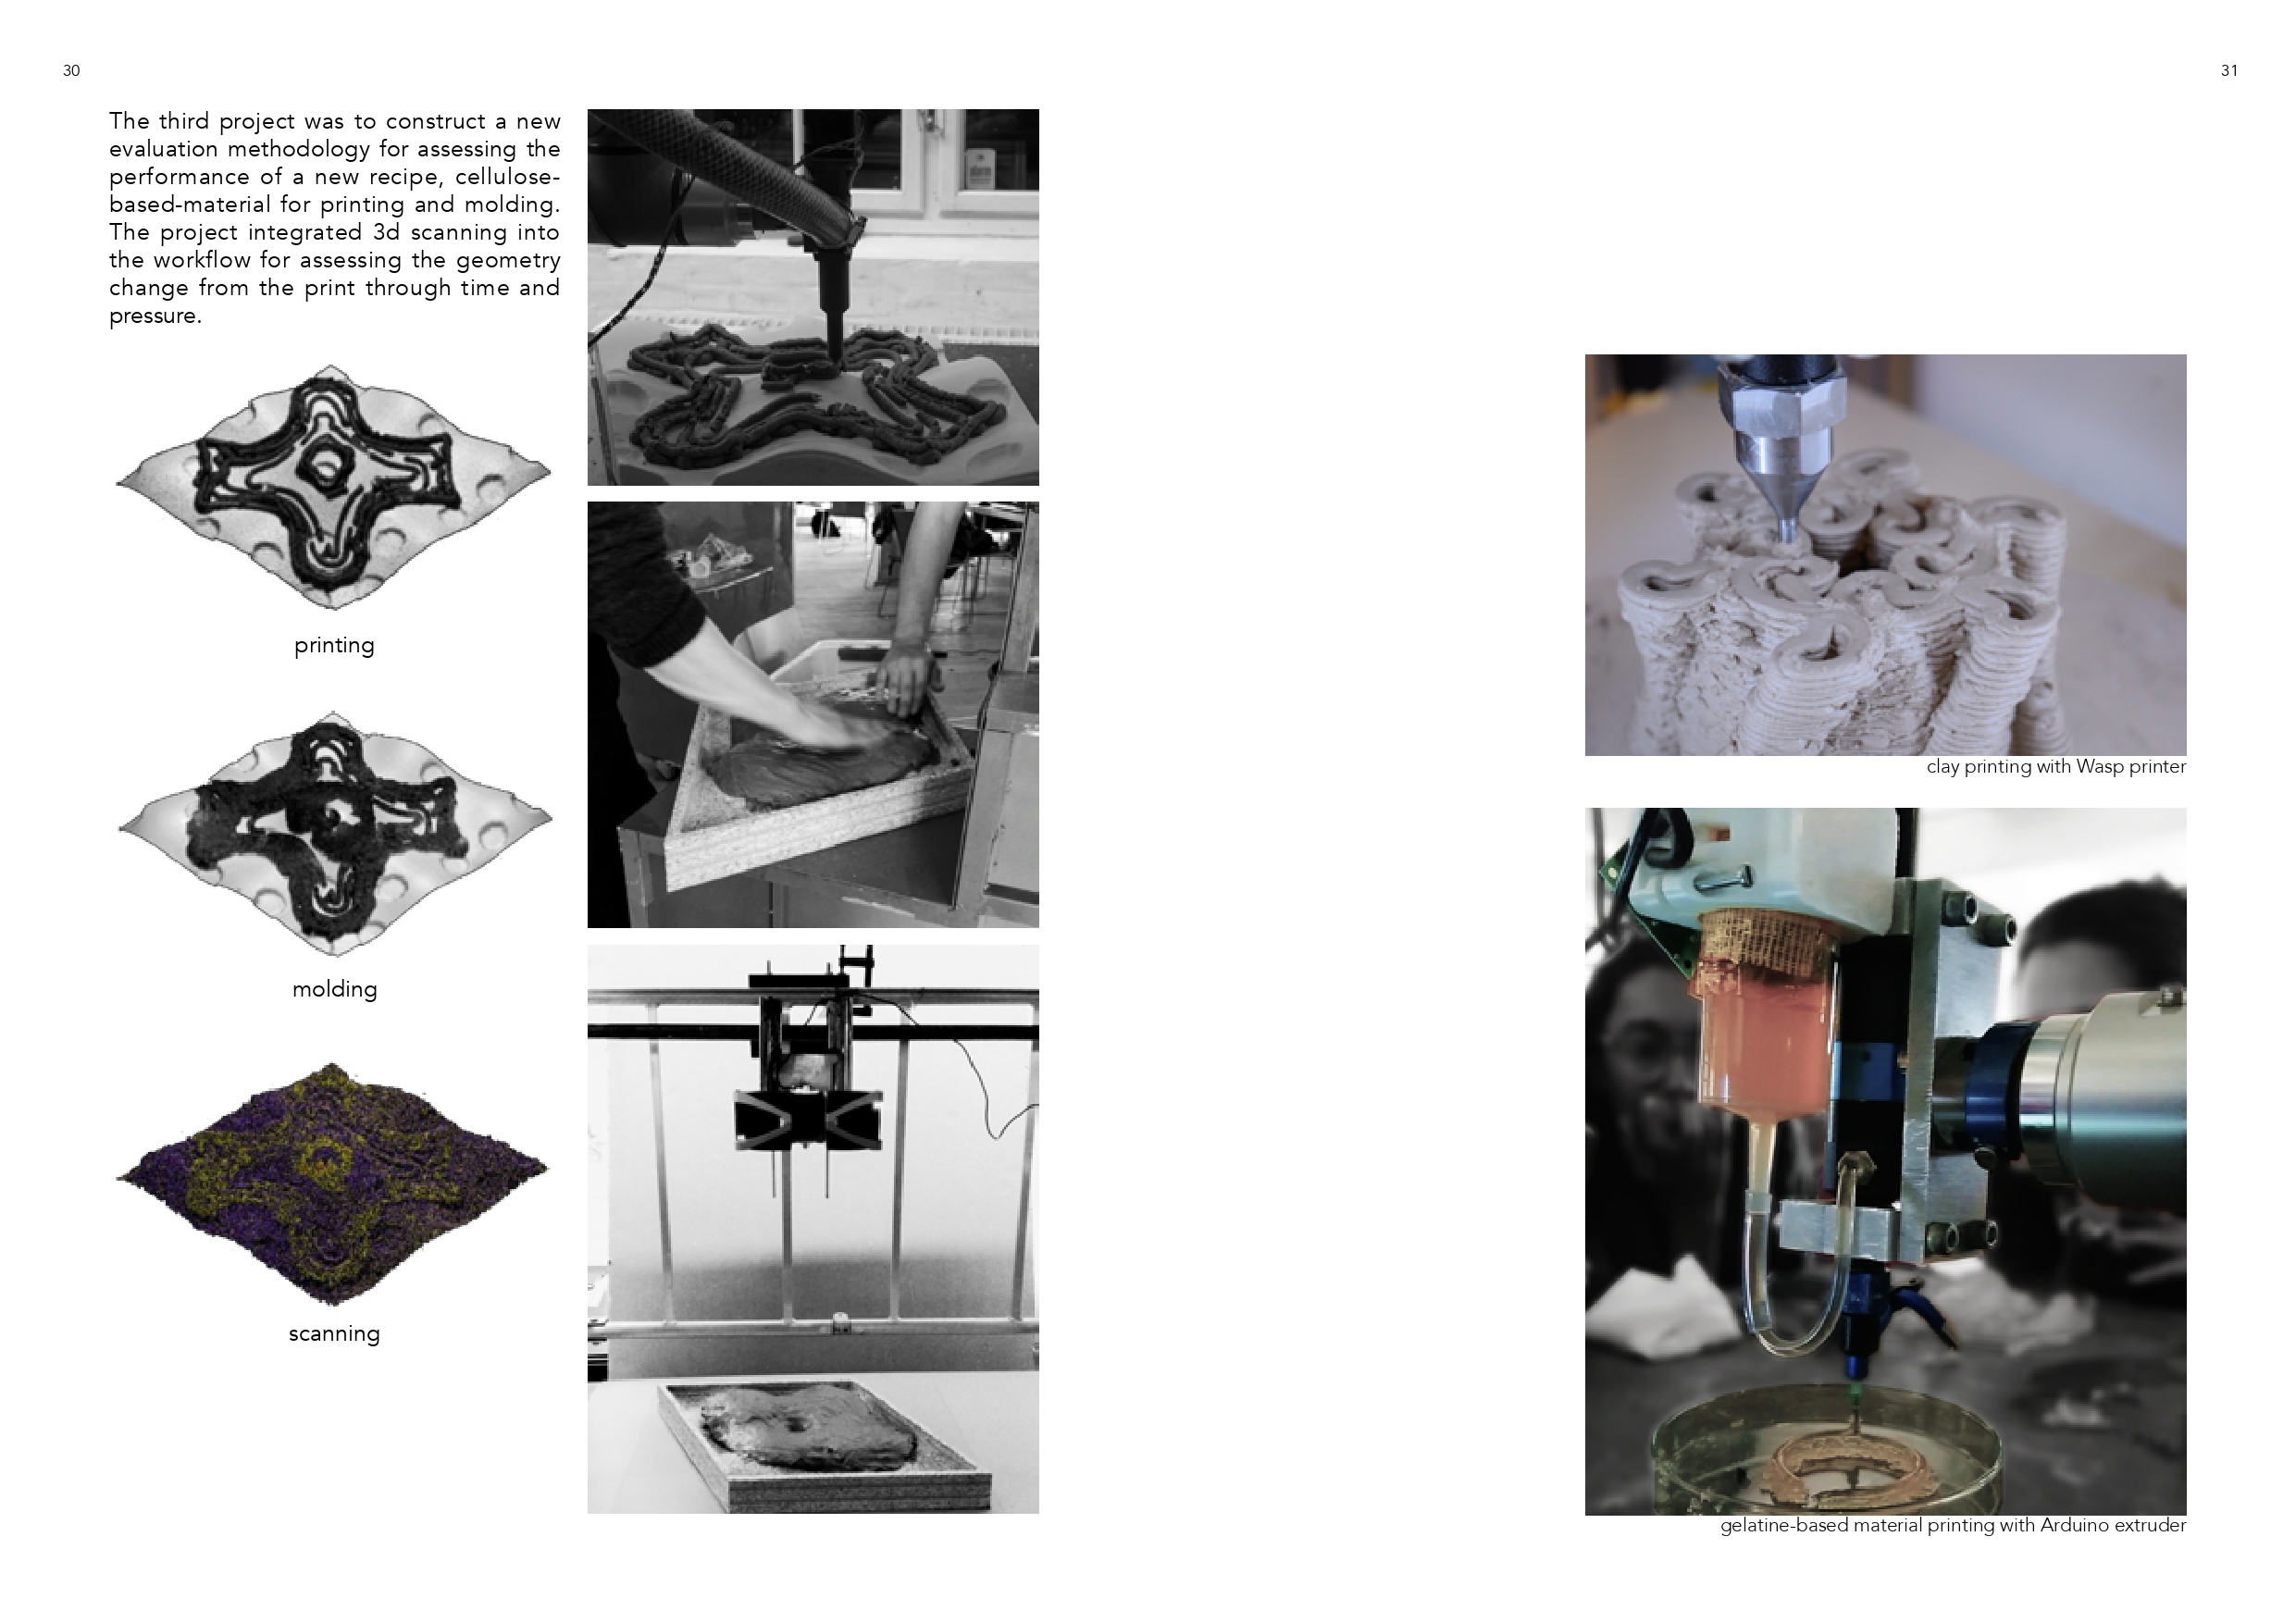 30
31
The third project was to construct a new
evaluation methodology for assessing the
performance of a new recipe, cellulose-
based-material for printing and molding.
The project integrated 3d scanning into
the workflow for assessing the geometry
change from the print through time and
pressure.
printing
molding
scanning
clay printing with Wasp printer
gelatine-based material printing with Arduino extruder